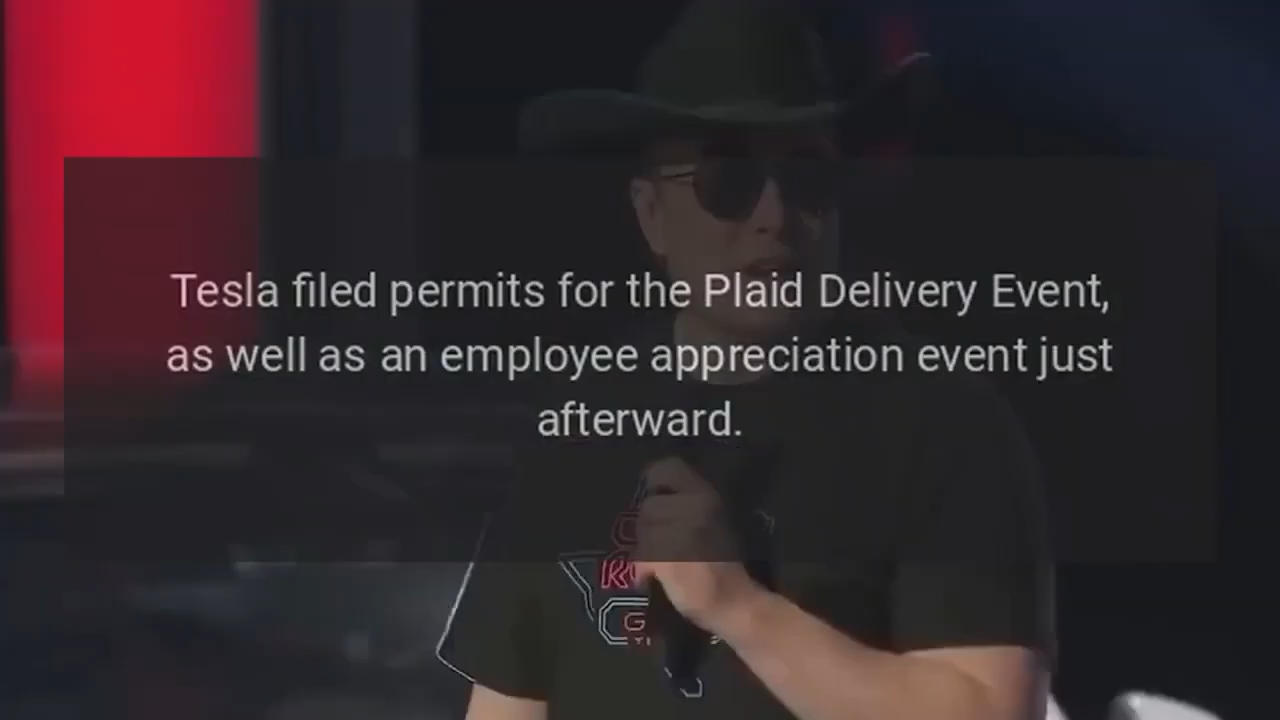 Tesla filed permits for the Plaid Delivery Event,
as well as an employee appreciation event just
afterward.